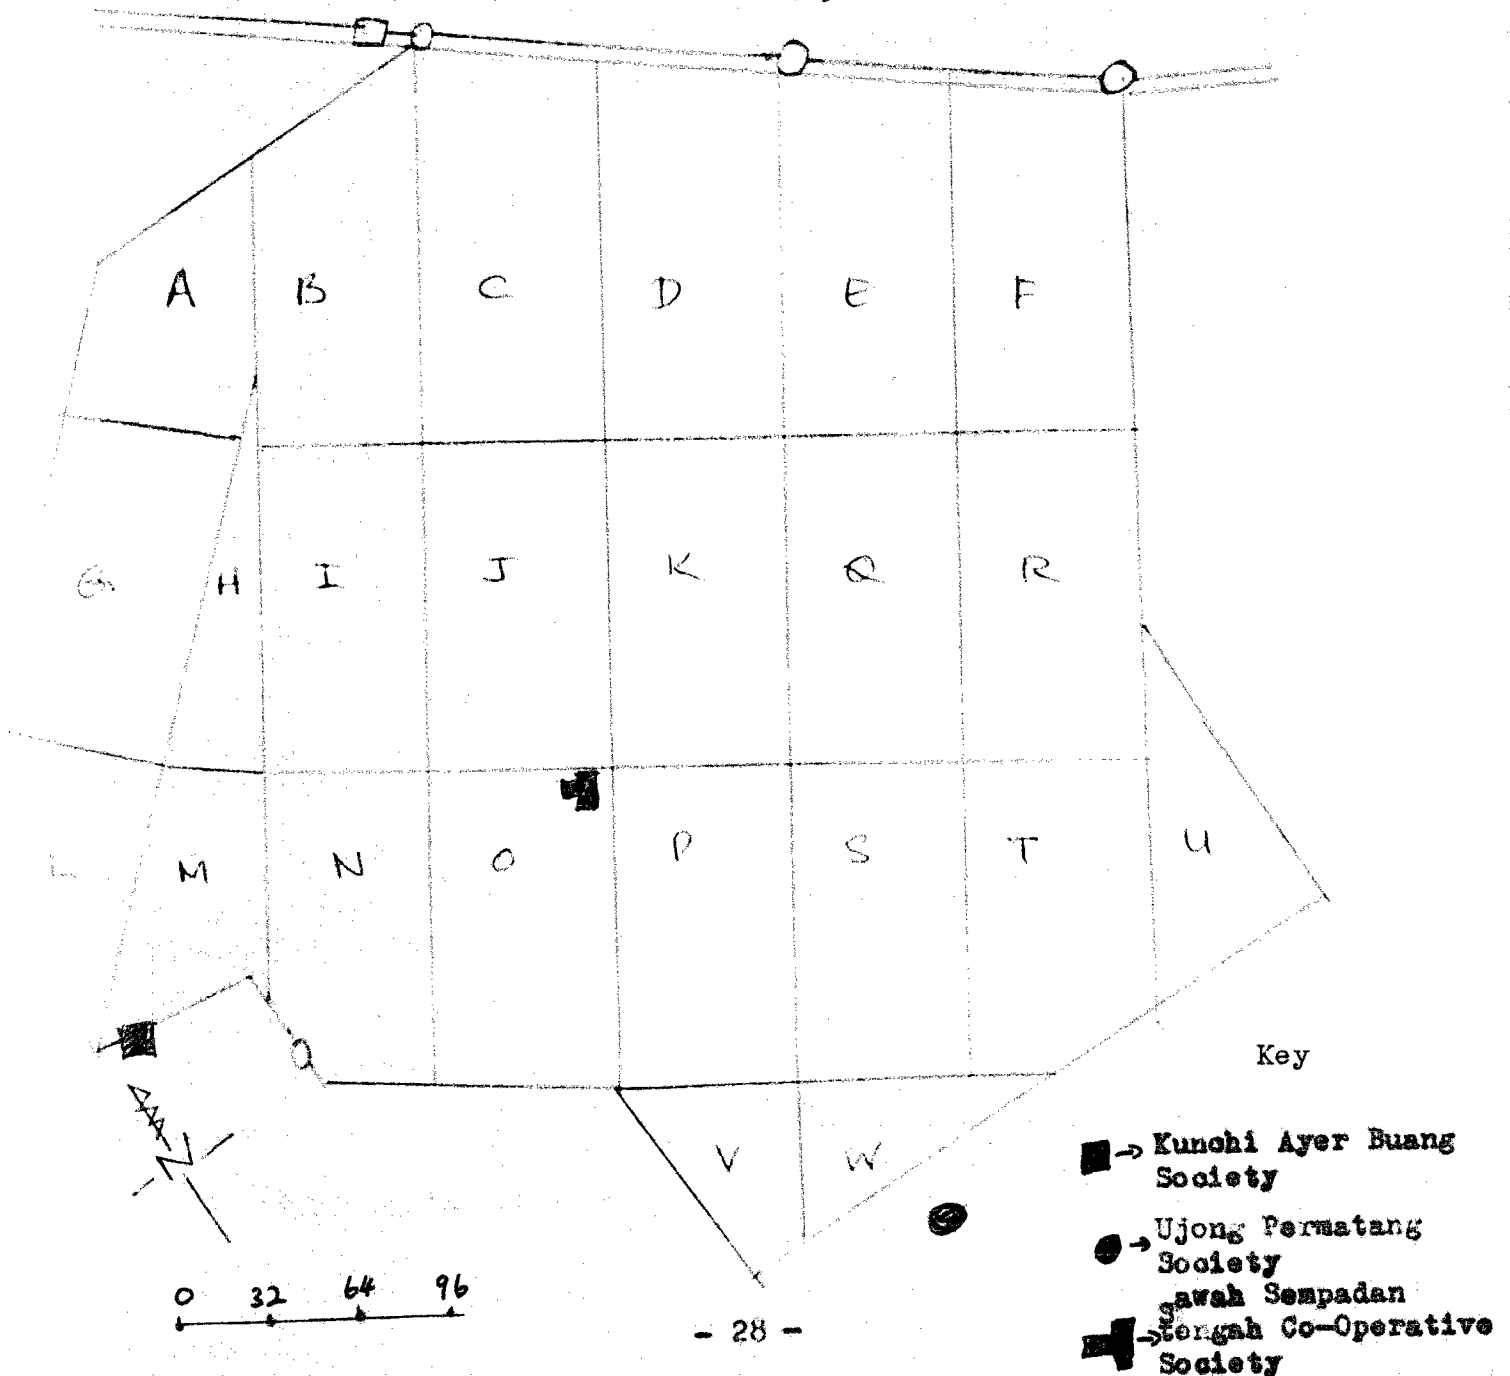 A B C D E F
G H I J K Q R
L M N O P S T U
V W
N
0 32 64 96
- 28 -
Key
→ Kunchi Ayer Buang
Society
→ Ujong Permatang
Society
Sawah Sempadan
→ tengah Co-Operative
Society